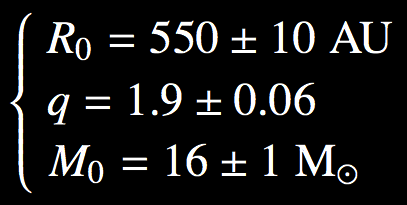 R₀ = 550 ± 10 AU
q = 1.9 ± 0.06
M₀ = 16 ± 1 M⊙